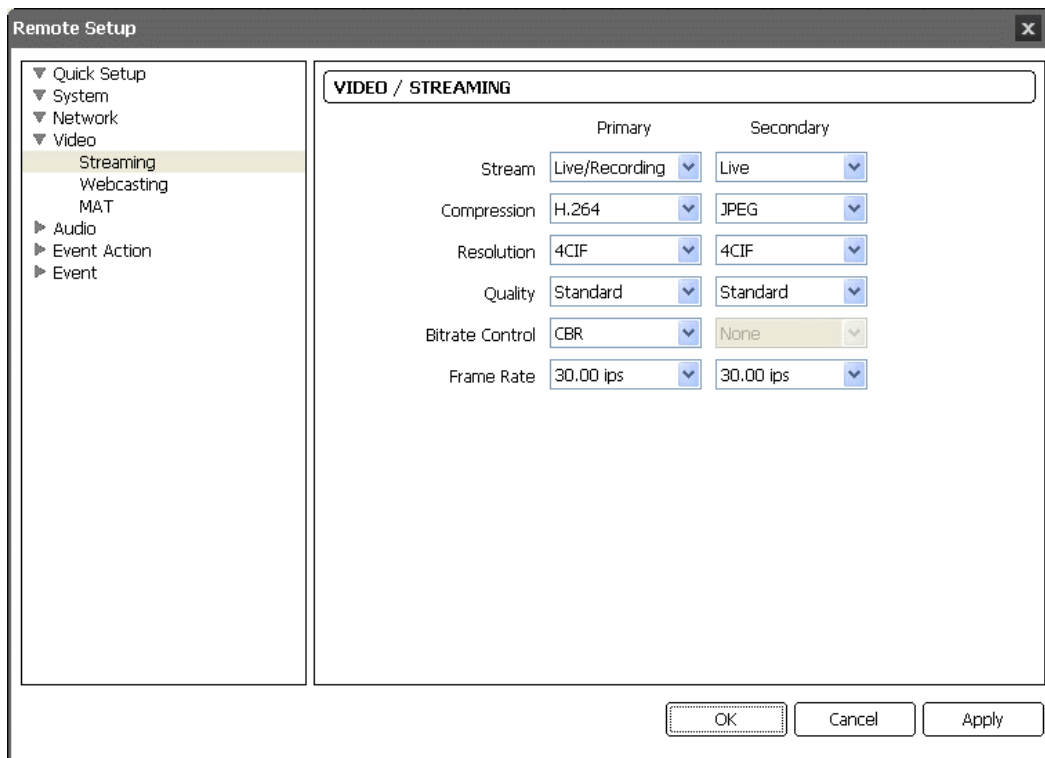 Remote Setup
Quick Setup
System
Network
Video
Streaming
Webcasting
MAT
Audio
Event Action
Event
VIDEO / STREAMING
Primary Secondary
Stream Live/Recording Live
Compression H.264 JPEG
Resolution 4CIF 4CIF
Quality Standard Standard
Bitrate Control CBR None
Frame Rate 30.00 ips 30.00 ips
OK Cancel Apply